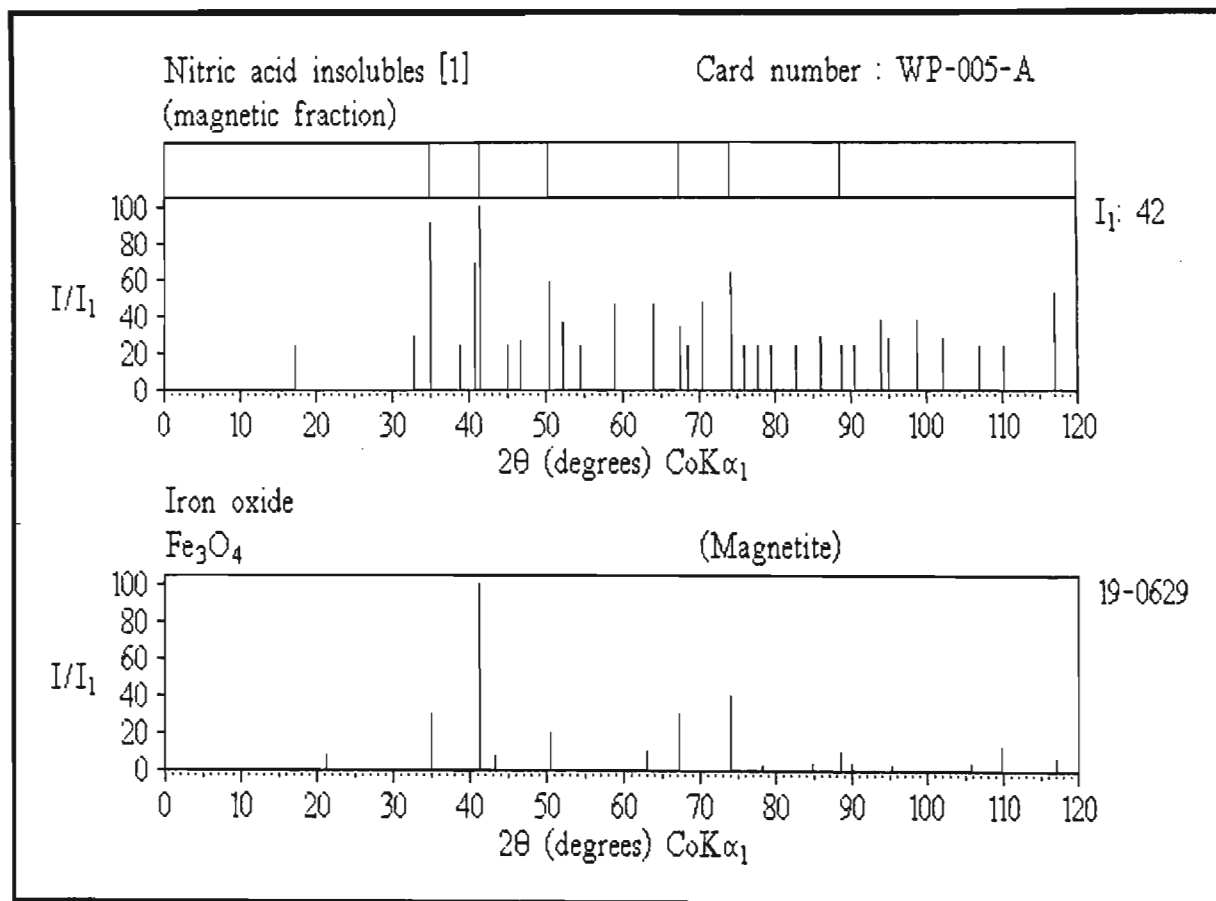 Nitric acid insolubles [1] Card number : WP-005-A
(magnetic fraction)
100
80
60
40
20
0
I/I₁
I₁: 42
0 10 20 30 40 50 60 70 80 90 100 110 120
2θ (degrees) CoKα₁
Iron oxide
Fe₃O₄ (Magnetite)
100
80
60
40
20
0
I/I₁
19-0629
0 10 20 30 40 50 60 70 80 90 100 110 120
2θ (degrees) CoKα₁